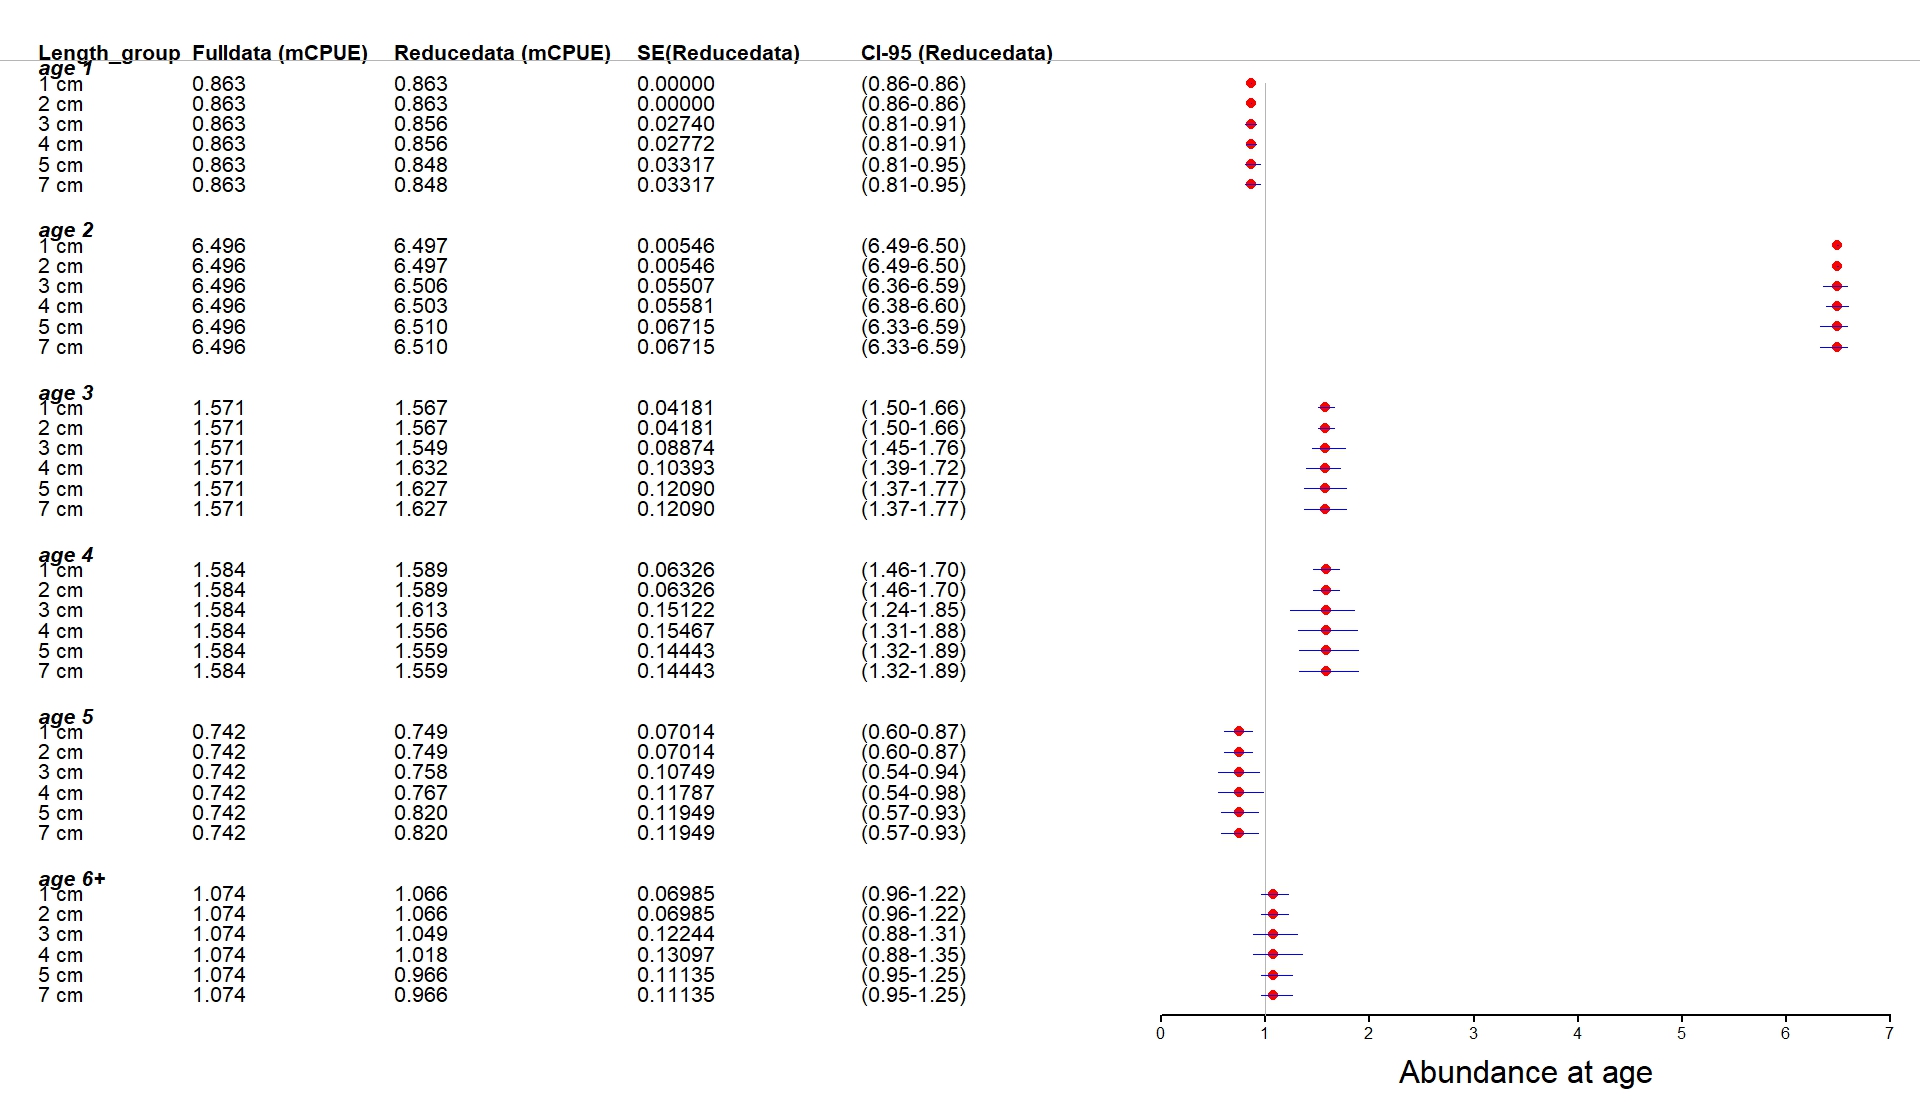 Length_group Fulldata (mCPUE) Reducedata (mCPUE) SE(Reducedata) CI-95 (Reducedata)
age 1
1 cm 0.863 0.863 0.00000 (0.86-0.86)
2 cm 0.863 0.863 0.00000 (0.86-0.86)
3 cm 0.863 0.856 0.02740 (0.81-0.91)
4 cm 0.863 0.856 0.02772 (0.81-0.91)
5 cm 0.863 0.848 0.03317 (0.81-0.95)
7 cm 0.863 0.848 0.03317 (0.81-0.95)
age 2
1 cm 6.496 6.497 0.00546 (6.49-6.50)
2 cm 6.496 6.497 0.00546 (6.49-6.50)
3 cm 6.496 6.506 0.05507 (6.36-6.59)
4 cm 6.496 6.503 0.05581 (6.38-6.60)
5 cm 6.496 6.510 0.06715 (6.33-6.59)
7 cm 6.496 6.510 0.06715 (6.33-6.59)
age 3
1 cm 1.571 1.567 0.04181 (1.50-1.66)
2 cm 1.571 1.567 0.04181 (1.50-1.66)
3 cm 1.571 1.549 0.08874 (1.45-1.76)
4 cm 1.571 1.632 0.10393 (1.39-1.72)
5 cm 1.571 1.627 0.12090 (1.37-1.77)
7 cm 1.571 1.627 0.12090 (1.37-1.77)
age 4
1 cm 1.584 1.589 0.06326 (1.46-1.70)
2 cm 1.584 1.589 0.06326 (1.46-1.70)
3 cm 1.584 1.613 0.15122 (1.24-1.85)
4 cm 1.584 1.556 0.15467 (1.31-1.88)
5 cm 1.584 1.559 0.14443 (1.32-1.89)
7 cm 1.584 1.559 0.14443 (1.32-1.89)
age 5
1 cm 0.742 0.749 0.07014 (0.60-0.87)
2 cm 0.742 0.749 0.07014 (0.60-0.87)
3 cm 0.742 0.758 0.10749 (0.54-0.94)
4 cm 0.742 0.767 0.11787 (0.54-0.98)
5 cm 0.742 0.820 0.11949 (0.57-0.93)
7 cm 0.742 0.820 0.11949 (0.57-0.93)
age 6+
1 cm 1.074 1.066 0.06985 (0.96-1.22)
2 cm 1.074 1.066 0.06985 (0.96-1.22)
3 cm 1.074 1.049 0.12244 (0.88-1.31)
4 cm 1.074 1.018 0.13097 (0.88-1.35)
5 cm 1.074 0.966 0.11135 (0.95-1.25)
7 cm 1.074 0.966 0.11135 (0.95-1.25)
0 1 2 3 4 5 6 7
Abundance at age